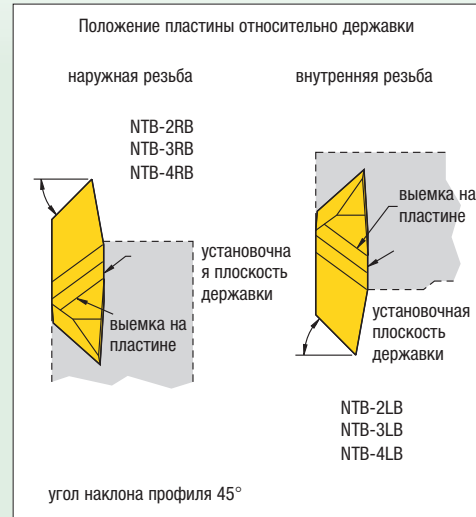 Положение пластины относительно державки
наружная резьба
NTB-2RB
NTB-3RB
NTB-4RB
установочна
я плоскость
державки
выемка на
пластине
внутренняя резьба
выемка на
пластине
установочная
плоскость
державки
NTB-2LB
NTB-3LB
NTB-4LB
угол наклона профиля 45°